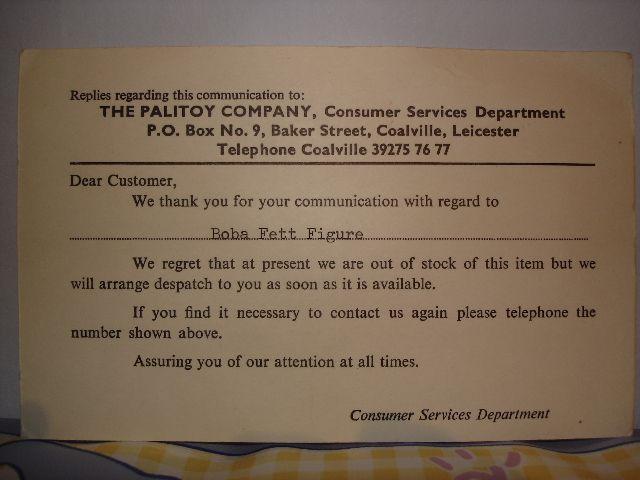 Replies regarding this communication to:
THE PALITOY COMPANY, Consumer Services Department
P.O. Box No. 9, Baker Street, Coalville, Leicester
Telephone Coalville 39275 76 77
Dear Customer,
We thank you for your communication with regard to
Boba Fett Figure
We regret that at present we are out of stock of this item but we
will arrange despatch to you as soon as it is available.
If you find it necessary to contact us again please telephone the
number shown above.
Assuring you of our attention at all times.
Consumer Services Department